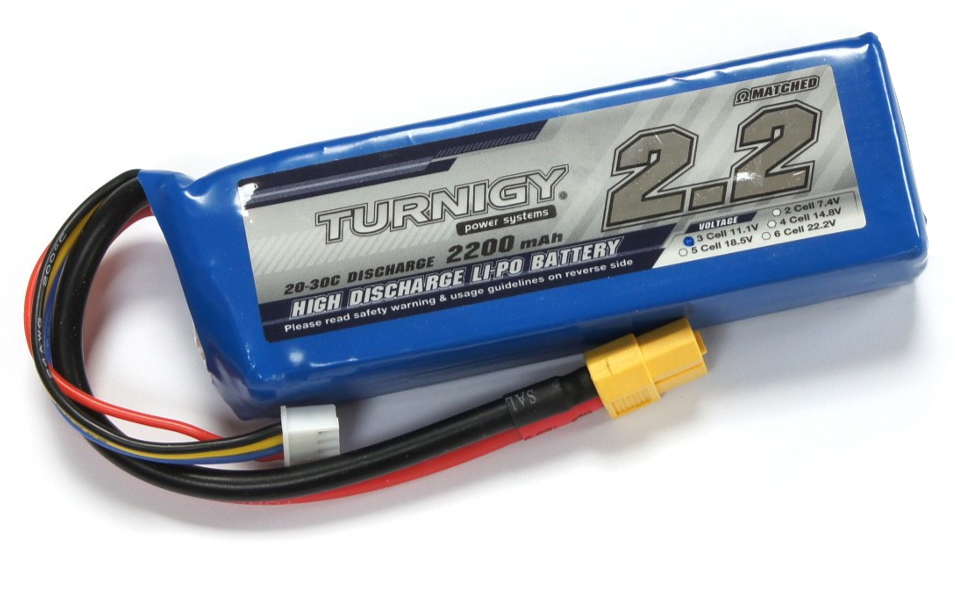 ΩMATCHED
2.2
TURNIGY®
power systems
2200 mAh
20-30C DISCHARGE
HIGH DISCHARGE LI-PO BATTERY
Please read safety warning & usage guidelines on reverse side
VOLTAGE
2 Cell 7.4V
3 Cell 11.1V
4 Cell 14.8V
5 Cell 18.5V
6 Cell 22.2V
SAL